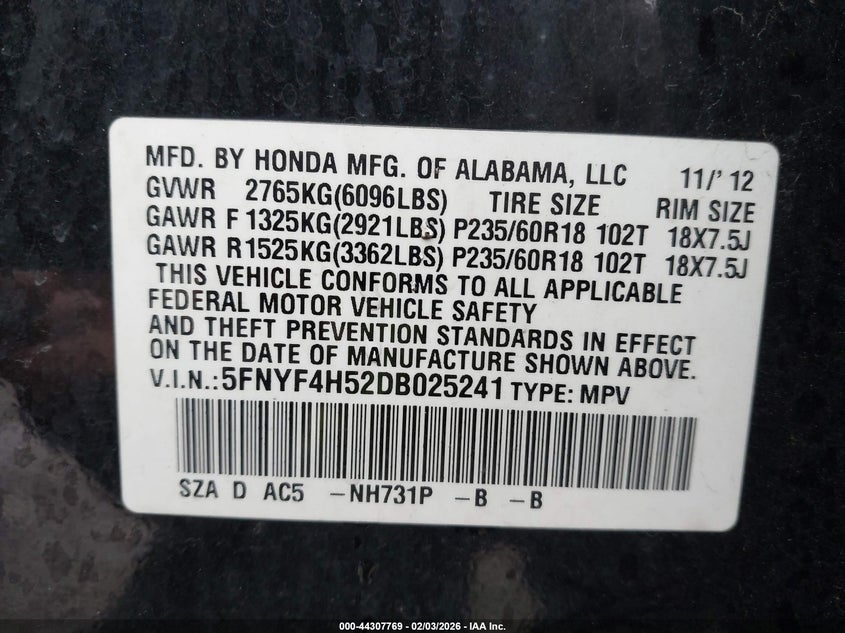 MFD. BY HONDA MFG. OF ALABAMA, LLC 11/' 12
GVWR 2765KG(6096LBS) TIRE SIZE RIM SIZE
GAWR F 1325KG(2921LBS) P235/60R18 102T 18X7.5J
GAWR R1525KG(3362LBS) P235/60R18 102T 18X7.5J
THIS VEHICLE CONFORMS TO ALL APPLICABLE
FEDERAL MOTOR VEHICLE SAFETY
AND THEFT PREVENTION STANDARDS IN EFFECT
ON THE DATE OF MANUFACTURE SHOWN ABOVE.
V.I.N.:5FNYF4H52DB025241 TYPE: MPV
SZA D AC5 -NH731P -B -B
000-44307769 - 02/03/2026 - IAA Inc.